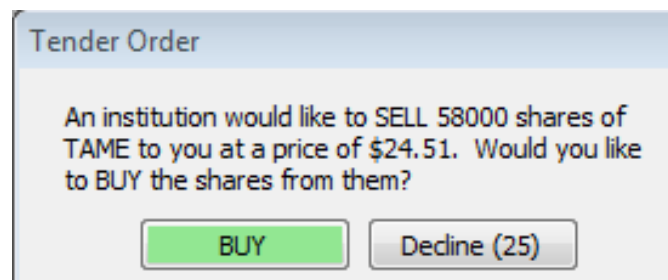 Tender Order
An institution would like to SELL 58000 shares of
TAME to you at a price of $24.51.  Would you like
to BUY the shares from them?
BUY
Decline (25)